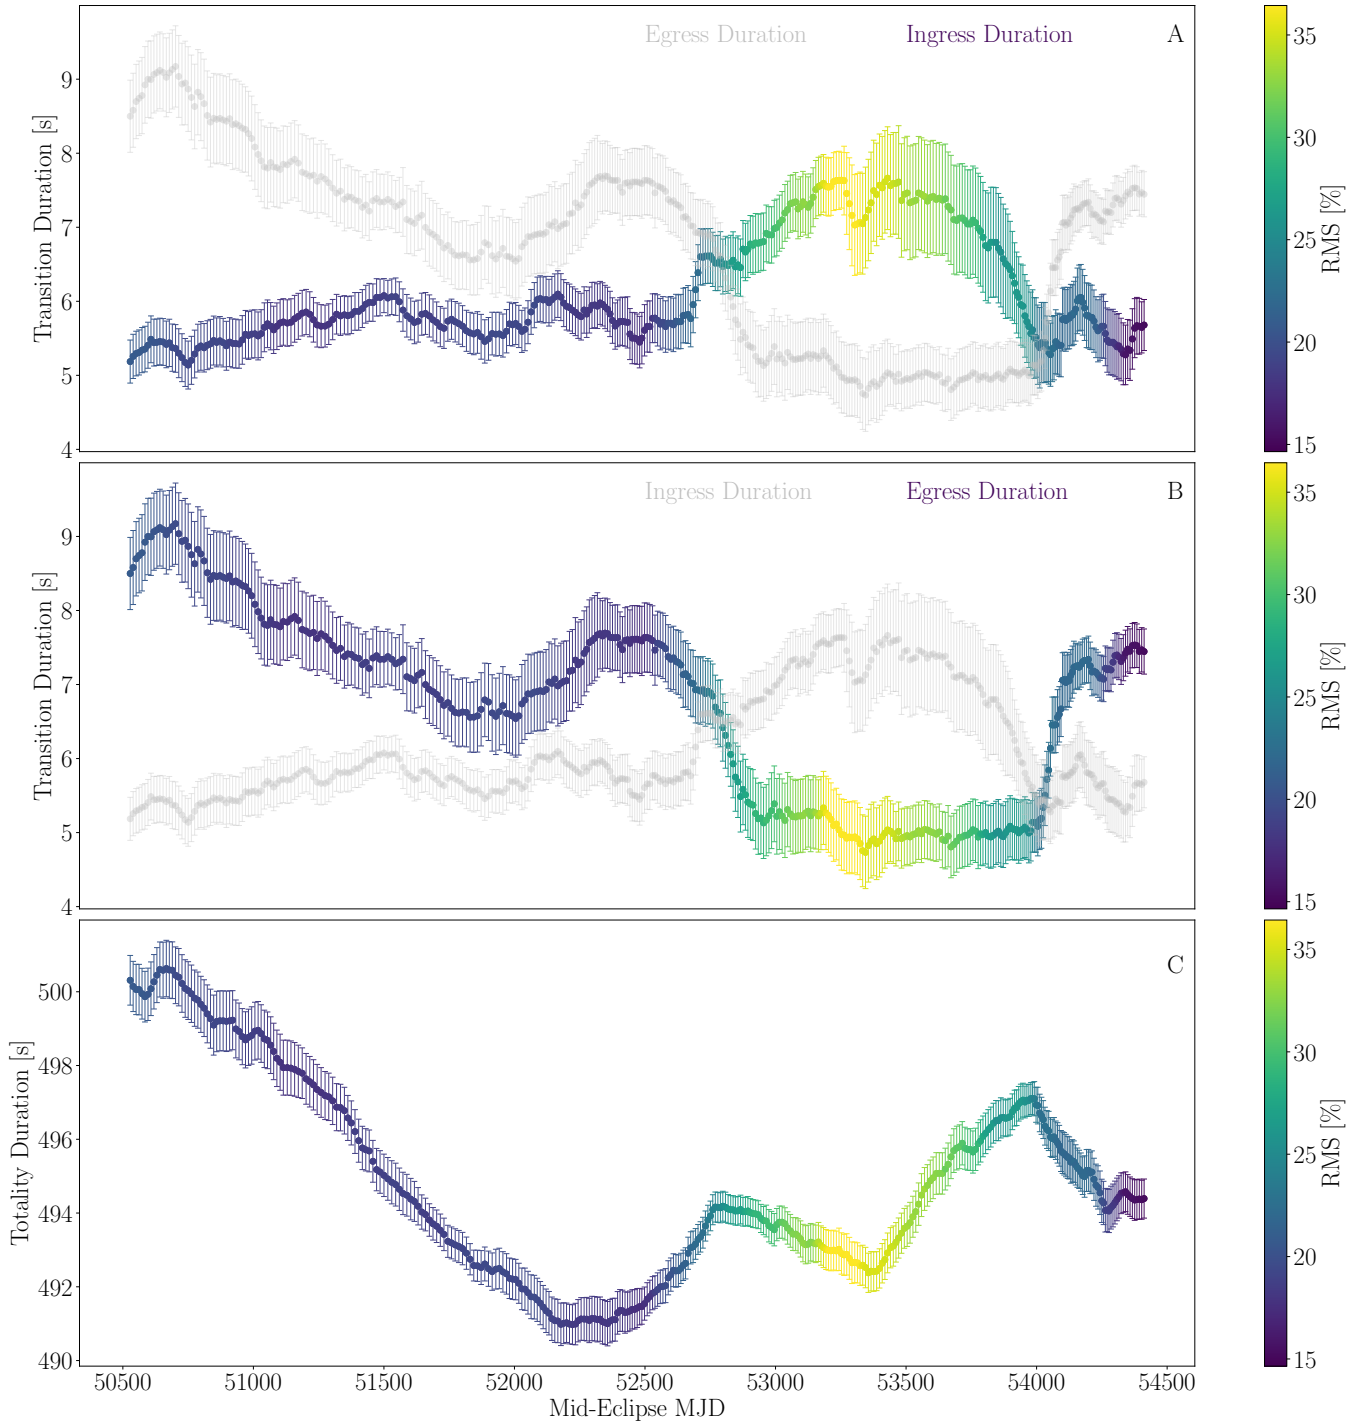 Egress Duration
Ingress Duration
A
9
8
7
6
5
4
Transition Duration [s]
35
30
25
20
15
RMS [%]
Ingress Duration
Egress Duration
B
9
8
7
6
5
4
Transition Duration [s]
35
30
25
20
15
RMS [%]
C
500
498
496
494
492
490
Totality Duration [s]
35
30
25
20
15
RMS [%]
50500 51000 51500 52000 52500 53000 53500 54000 54500
Mid-Eclipse MJD